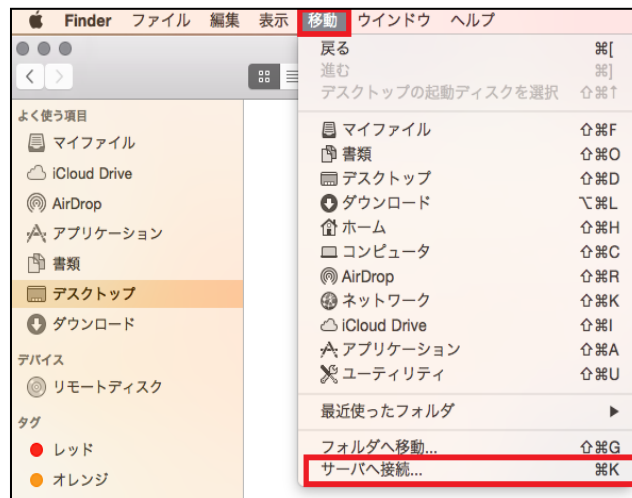 Finder ファイル 編集 表示 移動 ウインドウ ヘルプ
戻る ⌘[
進む ⌘]
デスクトップの起動ディスクを選択 ⇧⌘↑
マイファイル ⇧⌘F
書類 ⇧⌘O
デスクトップ ⇧⌘D
ダウンロード ⌥⌘L
ホーム ⇧⌘H
コンピュータ ⇧⌘C
AirDrop ⇧⌘R
ネットワーク ⇧⌘K
iCloud Drive ⇧⌘I
アプリケーション ⇧⌘A
ユーティリティ ⇧⌘U
最近使ったフォルダ ▶
フォルダへ移動... ⇧⌘G
サーバへ接続... ⌘K
よく使う項目
マイファイル
iCloud Drive
AirDrop
アプリケーション
書類
デスクトップ
ダウンロード
デバイス
リモートディスク
タグ
レッド
オレンジ